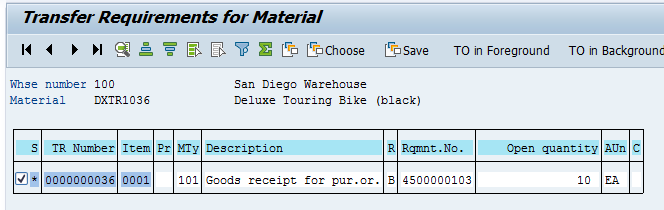 Transfer Requirements for Material
Choose Save TO in Foreground TO in Background
Whse number 100 San Diego Warehouse
Material DXTR1036 Deluxe Touring Bike (black)
S TR Number Item Pr MTy Description R Rqmnt.No. Open quantity AUn C
* 0000000036 0001 101 Goods receipt for pur.or. B 4500000103 10 EA